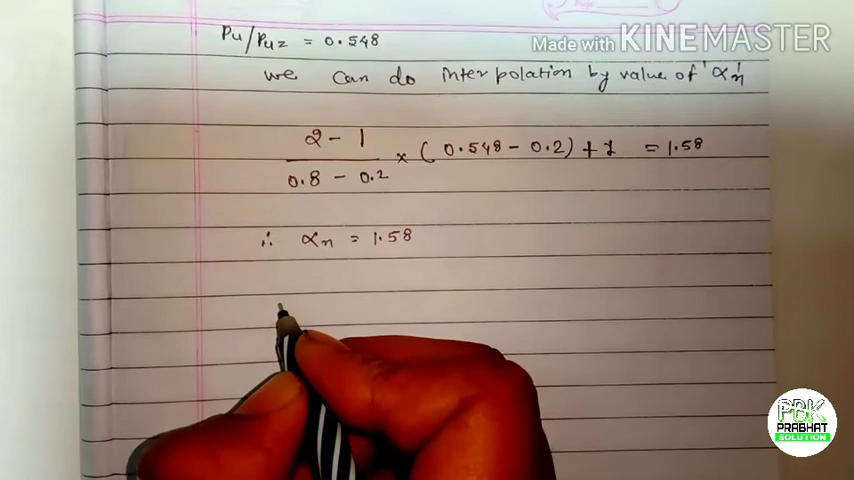 Pu/Puz = 0.548
Made with KINEMASTER
we can do interpolation by value of 'αn'
2 - 1
0.8 - 0.2
× (0.548 - 0.2) + 1 = 1.58
∴ αn = 1.58
PBK
PRABHAT
SOLUTION